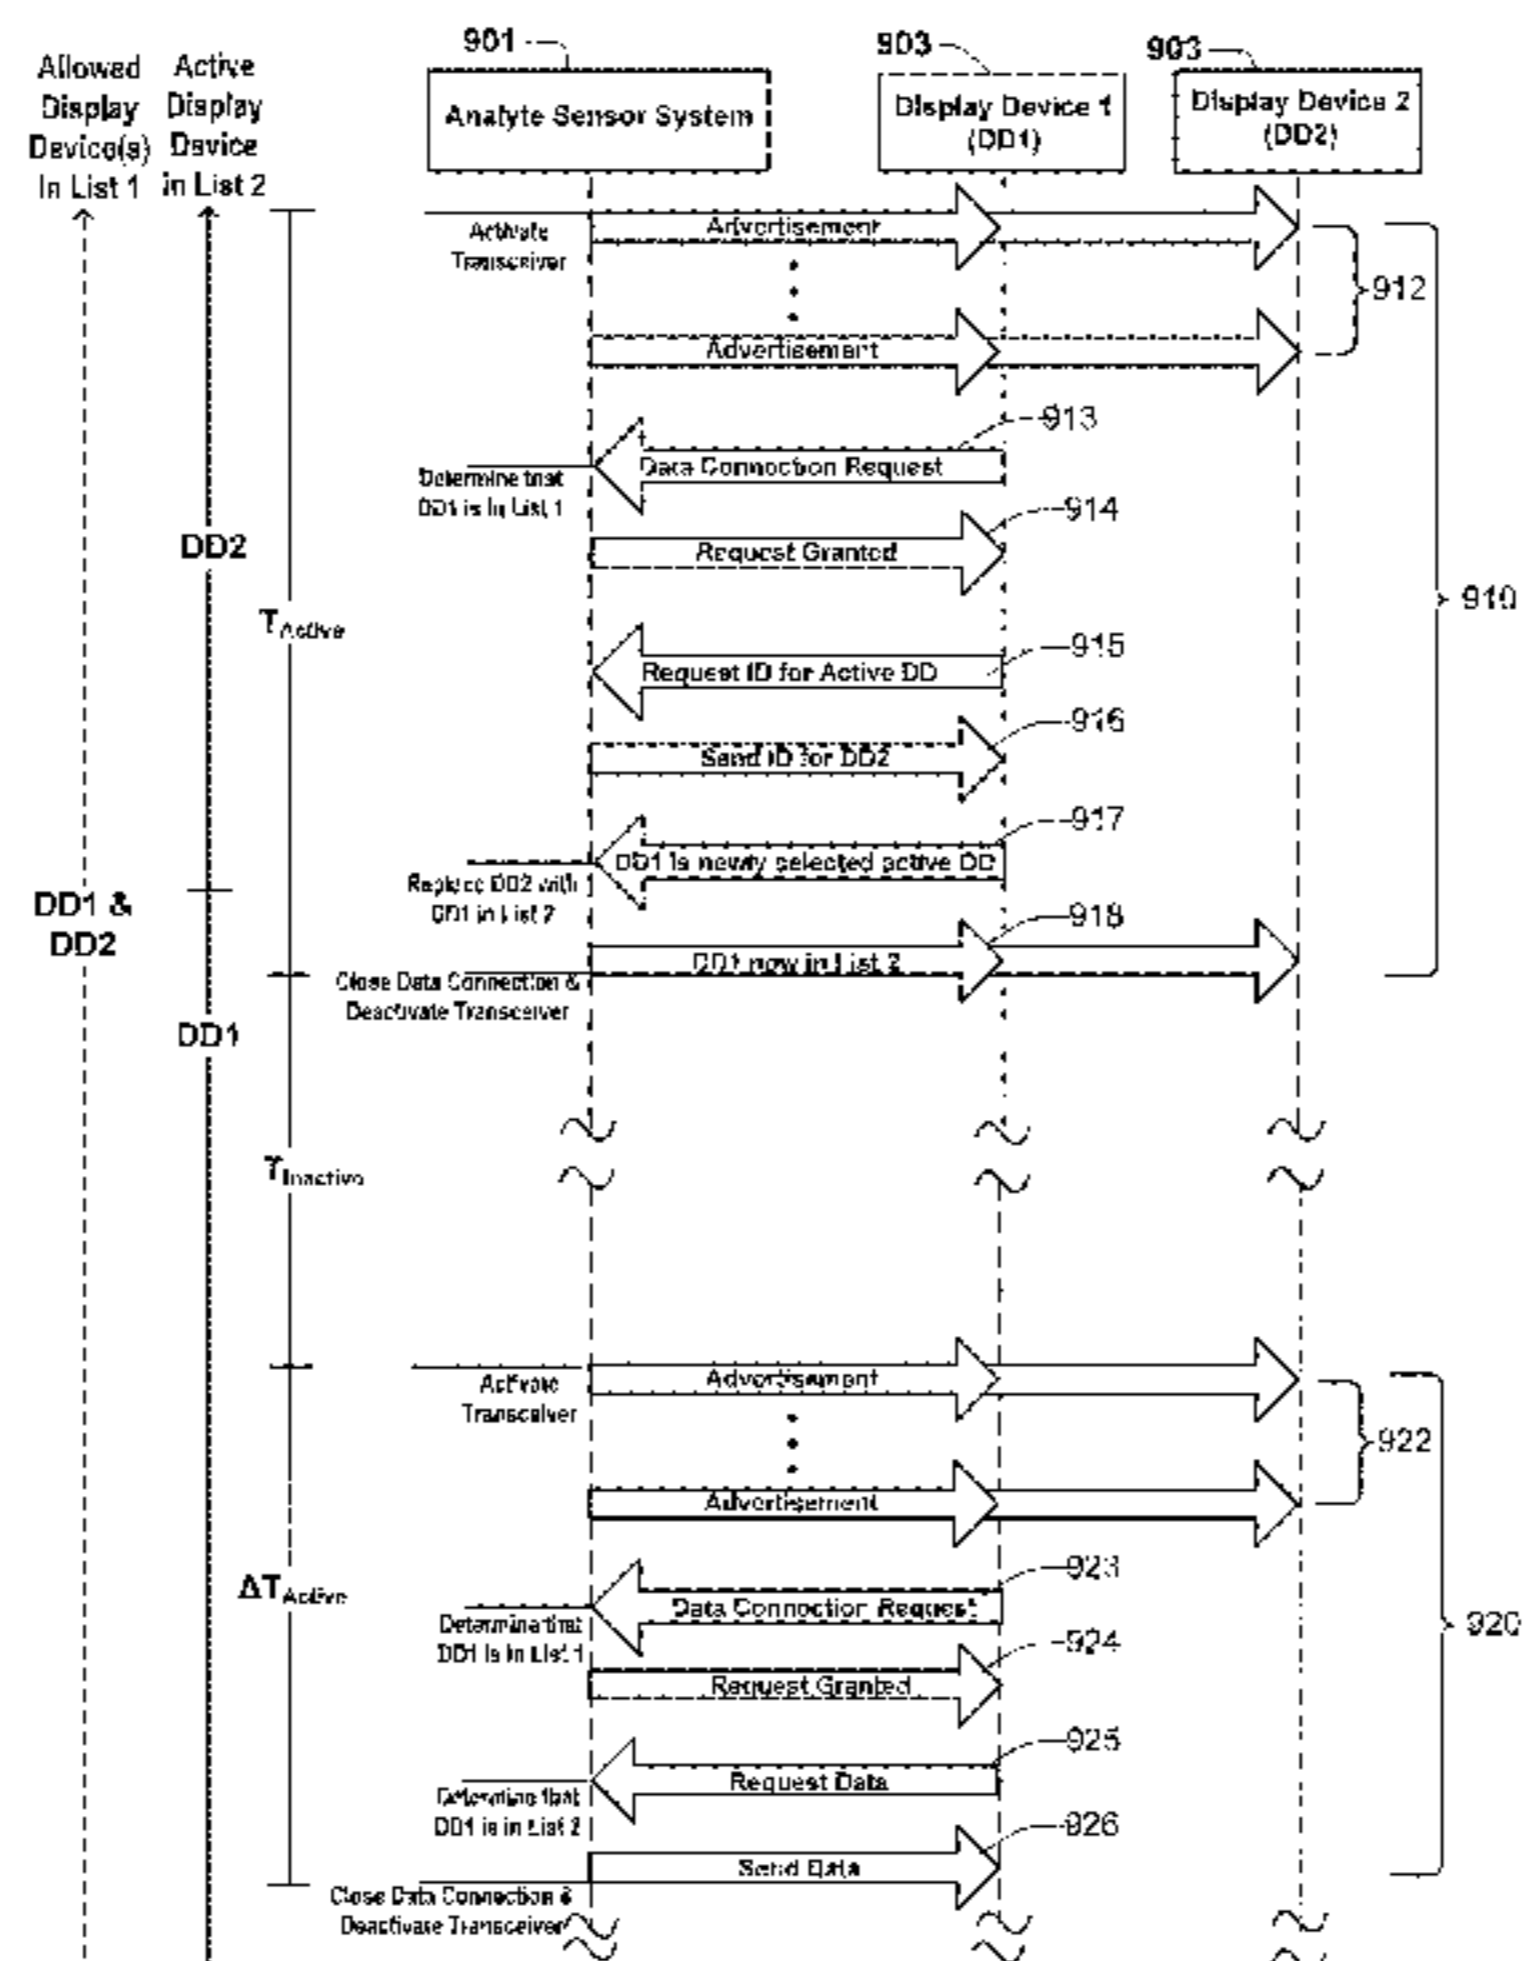 Allowed
Display
Device(s)
In List 1
Active
Display
Device
in List 2
901
903
903
Analyte Sensor System
Display Device 1
(DD1)
Display Device 2
(DD2)
Activate
Transceiver
Advertisement
912
Advertisement
913
Data Connection Request
Determine that
DD1 is In List 1
914
Request Granted
DD2
910
T Active
915
Request ID for Active DD
916
Send ID for DD2
917
DD1 is newly selected active DD
Replace DD2 with
DD1 in List 2
DD1 &
DD2
918
DD1 now in List 2
Close Data Connection &
Deactivate Transceiver
DD1
T Inactive
Activate
Transceiver
Advertisement
922
Advertisement
923
ΔT Active
Data Connection Request
Determine that
DD1 is in List 1
920
924
Request Granted
925
Request Data
Determine that
DD1 is in List 2
926
Send Data
Close Data Connection &
Deactivate Transceiver